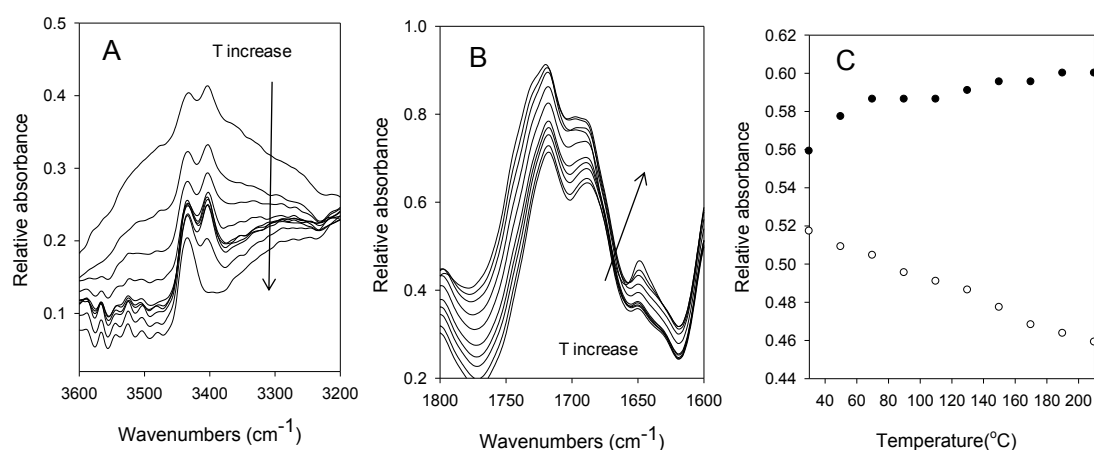 A
T increase
Relative absorbance
0.5
0.4
0.3
0.2
0.1
3600 3500 3400 3300 3200
Wavenumbers (cm-1)
B
T increase
Relative absorbance
1.0
0.8
0.6
0.4
0.2
1800 1750 1700 1650 1600
Wavenumbers (cm-1)
C
Relative absorbance
0.62
0.60
0.58
0.56
0.54
0.52
0.50
0.48
0.46
0.44
40 60 80 100 120 140 160 180 200
Temperature(oC)